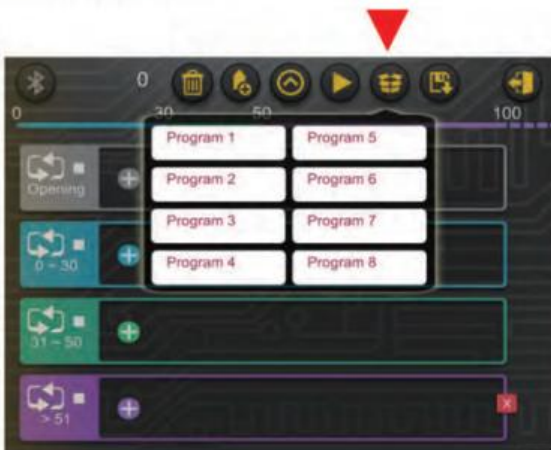 0
0 30 50 100
Program 1 Program 5
Program 2 Program 6
Program 3 Program 7
Program 4 Program 8
Opening
0 ~ 30
31 ~ 50
> 51
X